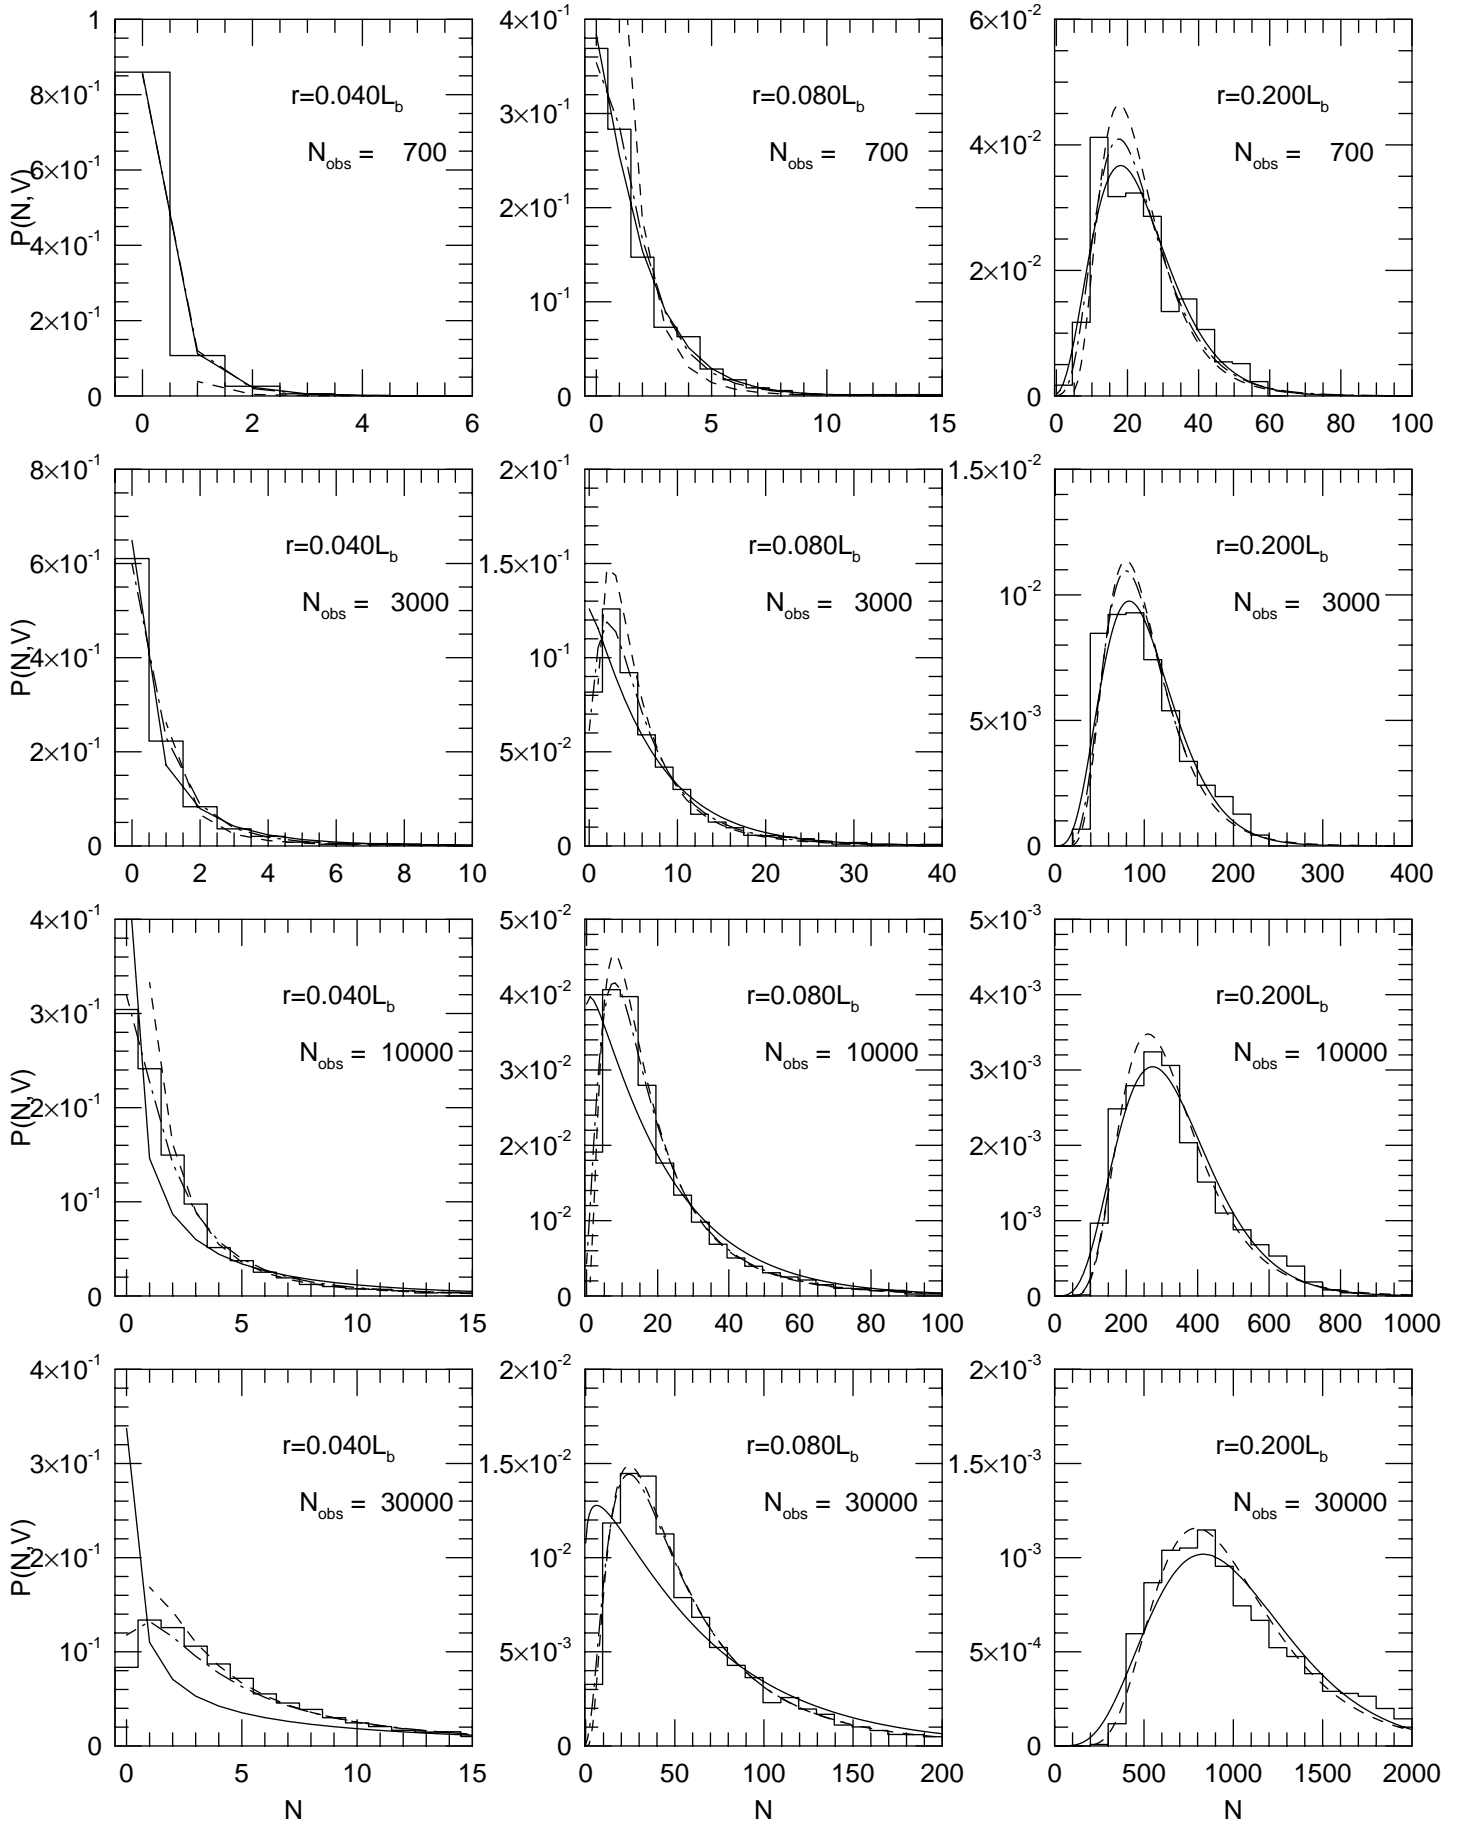 P(N,V)
1
8×10⁻¹
6×10⁻¹
4×10⁻¹
2×10⁻¹
0
0 2 4 6
r=0.040L_b
N_obs = 700
4×10⁻¹
3×10⁻¹
2×10⁻¹
10⁻¹
0
0 5 10 15
r=0.080L_b
N_obs = 700
6×10⁻²
4×10⁻²
2×10⁻²
0
0 20 40 60 80 100
r=0.200L_b
N_obs = 700
P(N,V)
8×10⁻¹
6×10⁻¹
4×10⁻¹
2×10⁻¹
0
0 2 4 6 8 10
r=0.040L_b
N_obs = 3000
2×10⁻¹
1.5×10⁻¹
10⁻¹
5×10⁻²
0
0 10 20 30 40
r=0.080L_b
N_obs = 3000
1.5×10⁻²
10⁻²
5×10⁻³
0
0 100 200 300 400
r=0.200L_b
N_obs = 3000
P(N,V)
4×10⁻¹
3×10⁻¹
2×10⁻¹
10⁻¹
0
0 5 10 15
r=0.040L_b
N_obs = 10000
5×10⁻²
4×10⁻²
3×10⁻²
2×10⁻²
10⁻²
0
0 20 40 60 80 100
r=0.080L_b
N_obs = 10000
5×10⁻³
4×10⁻³
3×10⁻³
2×10⁻³
10⁻³
0
0 200 400 600 800 1000
r=0.200L_b
N_obs = 10000
P(N,V)
4×10⁻¹
3×10⁻¹
2×10⁻¹
10⁻¹
0
0 5 10 15
N
r=0.040L_b
N_obs = 30000
2×10⁻²
1.5×10⁻²
10⁻²
5×10⁻³
0
0 50 100 150 200
N
r=0.080L_b
N_obs = 30000
2×10⁻³
1.5×10⁻³
10⁻³
5×10⁻⁴
0
0 500 1000 1500 2000
N
r=0.200L_b
N_obs = 30000